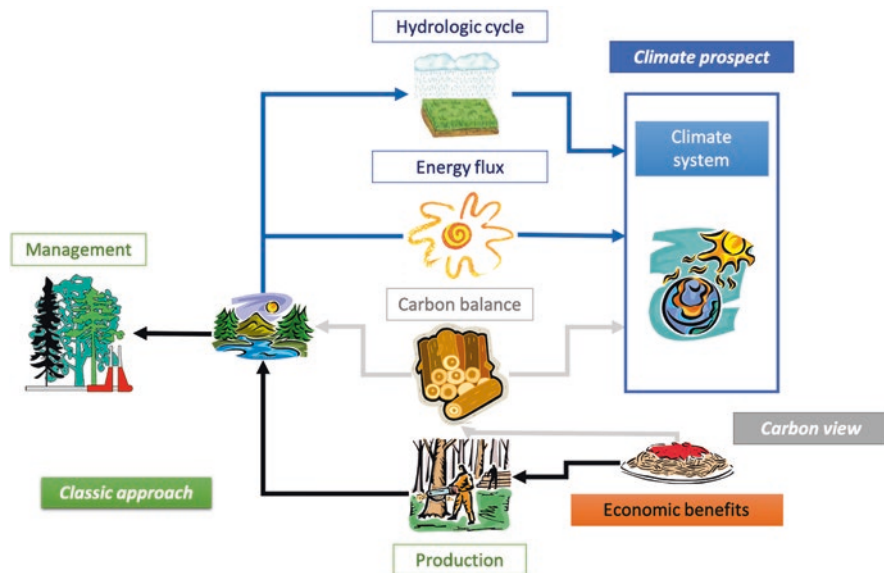 Hydrologic cycle
Climate prospect
Climate
system
Energy flux
Management
Carbon balance
Carbon view
Classic approach
Economic benefits
Production